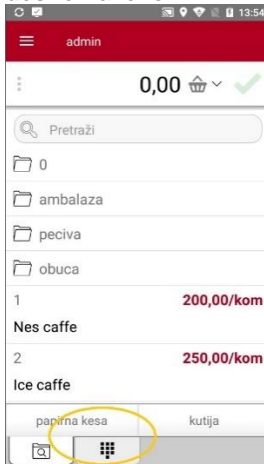 13:54
admin
0,00
Pretraži
0
ambalaza
peciva
obuca
1 200,00/kom
Nes caffe
2 250,00/kom
Ice caffe
papirna kesa kutija